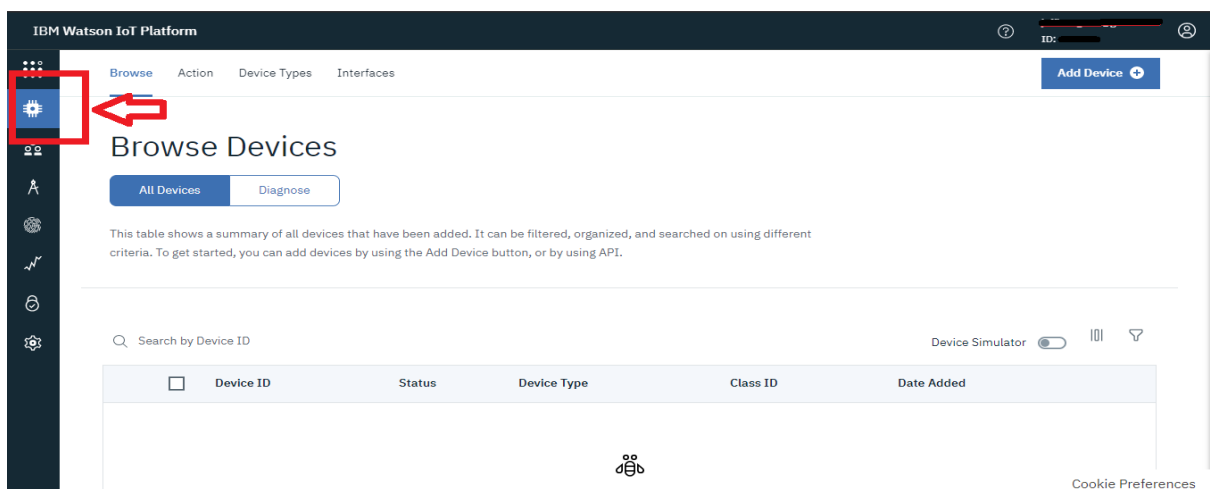 IBM Watson IoT Platform
ID:
Browse Action Device Types Interfaces
Add Device
Browse Devices
All Devices Diagnose
This table shows a summary of all devices that have been added. It can be filtered, organized, and searched on using different
criteria. To get started, you can add devices by using the Add Device button, or by using API.
Search by Device ID
Device Simulator
Device ID Status Device Type Class ID Date Added
Cookie Preferences